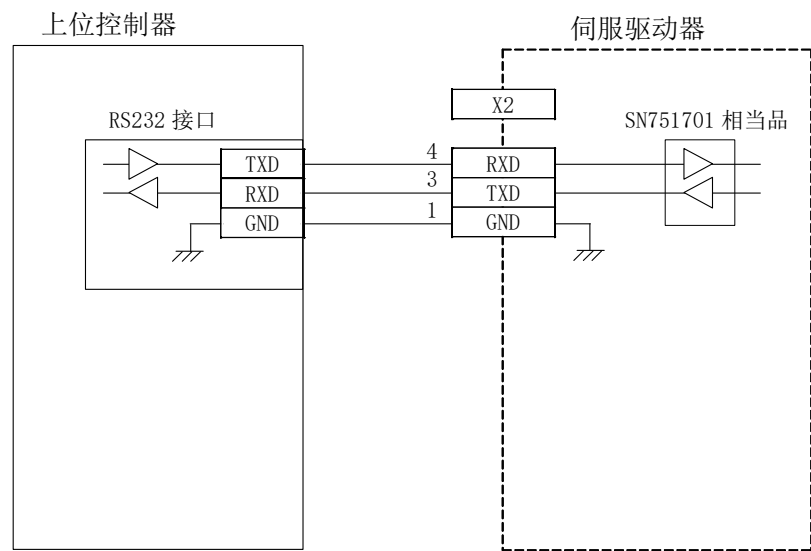 上位控制器
伺服驱动器
X2
RS232 接口
SN751701 相当品
TXD 4 RXD
RXD 3 TXD
GND 1 GND